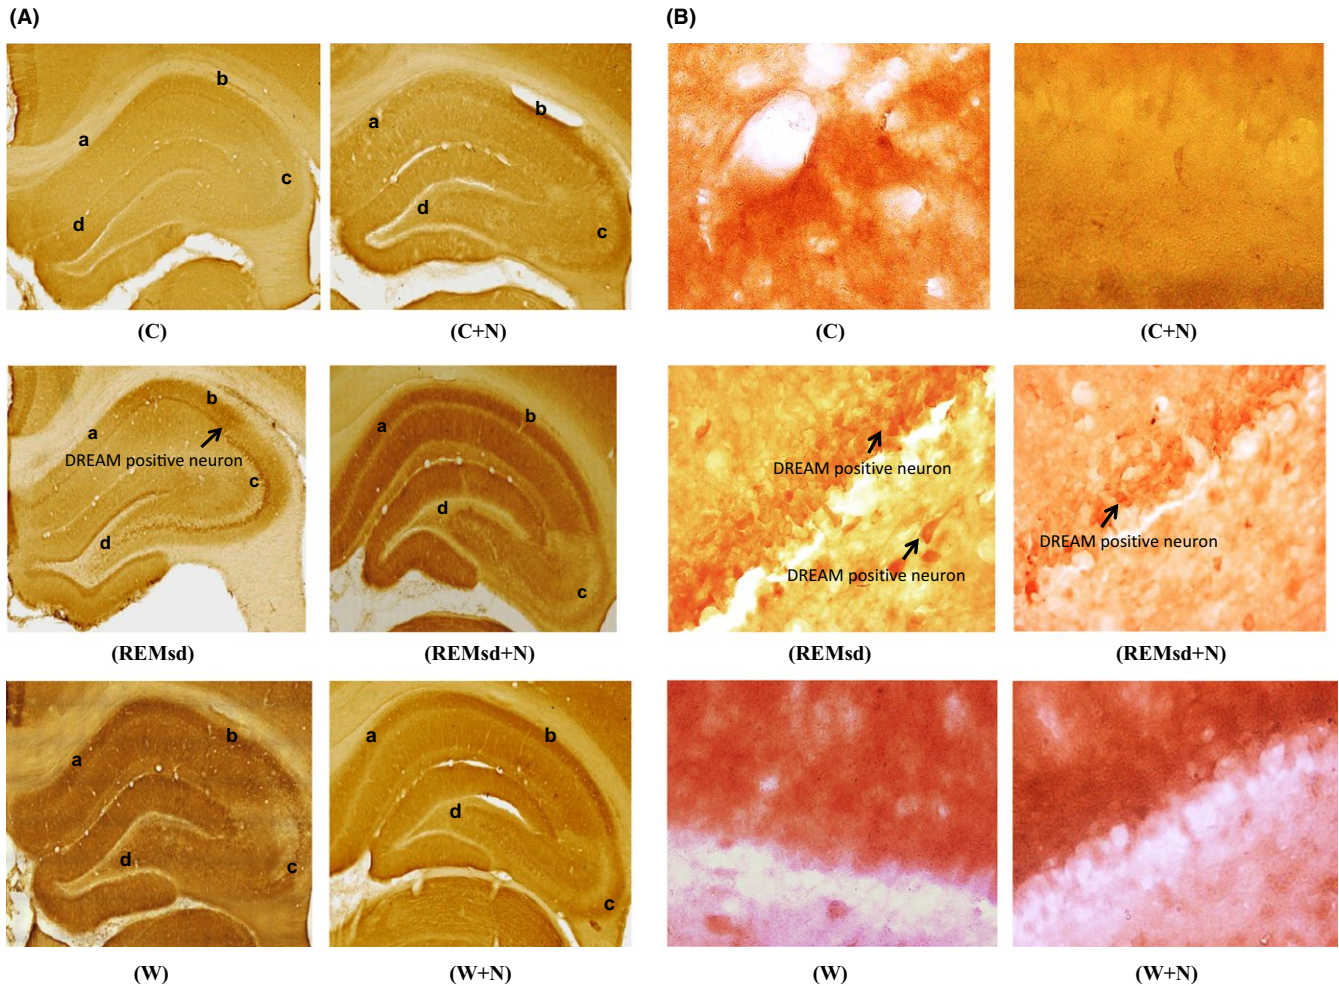 (A)
(B)
b
a
c
d
b
a
d
c
(C)
(C+N)
(C)
(C+N)
b
a
DREAM positive neuron
c
d
b
a
d
c
DREAM positive neuron
DREAM positive neuron
DREAM positive neuron
(REMsd)
(REMsd+N)
(REMsd)
(REMsd+N)
b
a
d
c
a
b
d
c
(W)
(W+N)
(W)
(W+N)